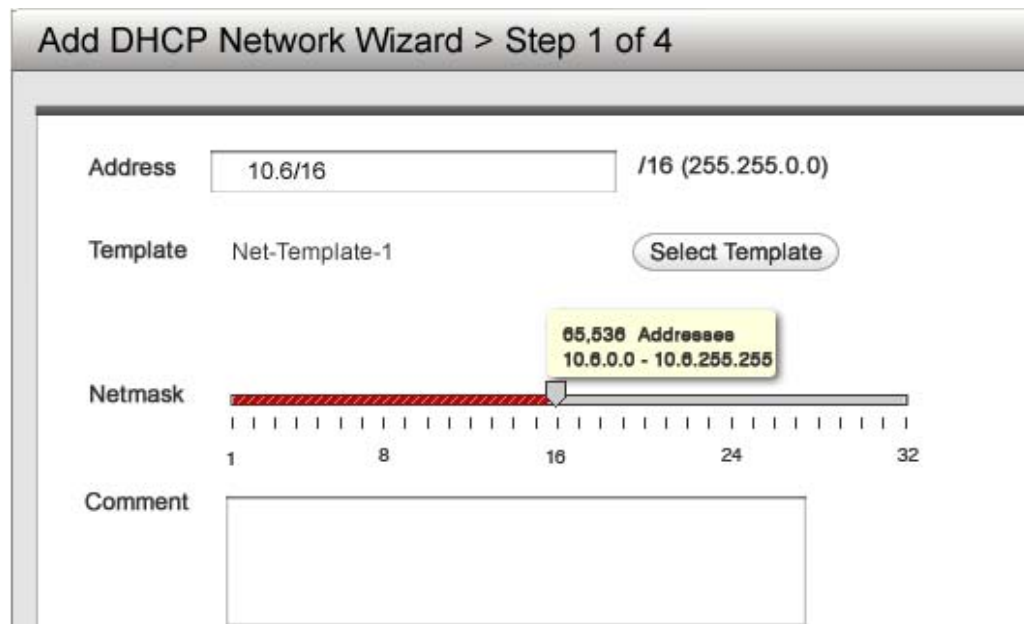 Add DHCP Network Wizard > Step 1 of 4
Address 10.6/16 /16 (255.255.0.0)
Template Net-Template-1 Select Template
65,536 Addresses
10.6.0.0 - 10.6.255.255
Netmask
1 8 16 24 32
Comment